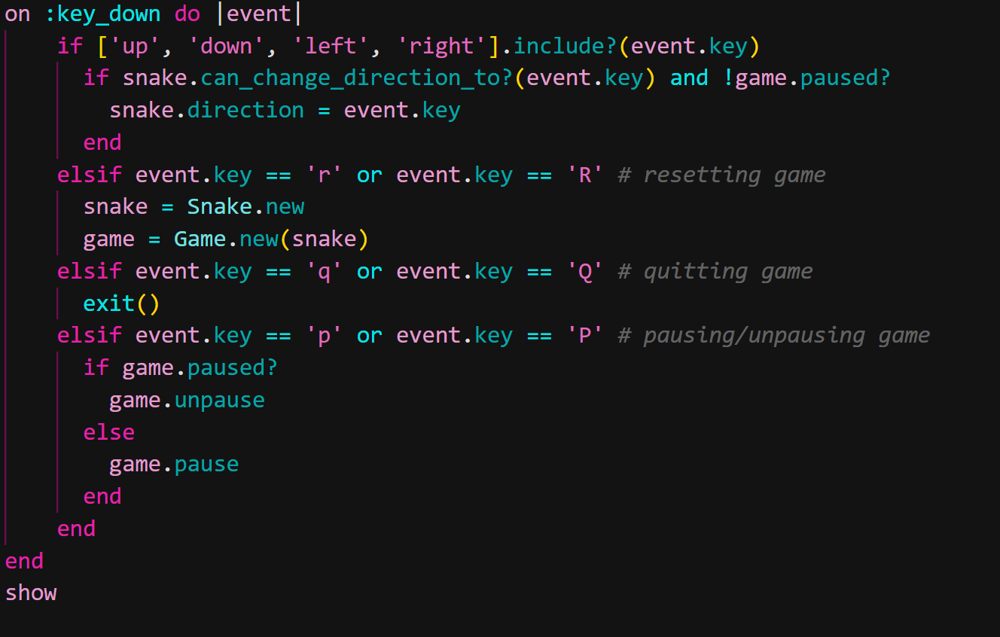 on :key_down do |event|
    if ['up', 'down', 'left', 'right'].include?(event.key)
      if snake.can_change_direction_to?(event.key) and !game.paused?
        snake.direction = event.key
      end
    elsif event.key == 'r' or event.key == 'R' # resetting game
      snake = Snake.new
      game = Game.new(snake)
    elsif event.key == 'q' or event.key == 'Q' # quitting game
      exit()
    elsif event.key == 'p' or event.key == 'P' # pausing/unpausing game
      if game.paused?
        game.unpause
      else
        game.pause
      end
    end
end
show